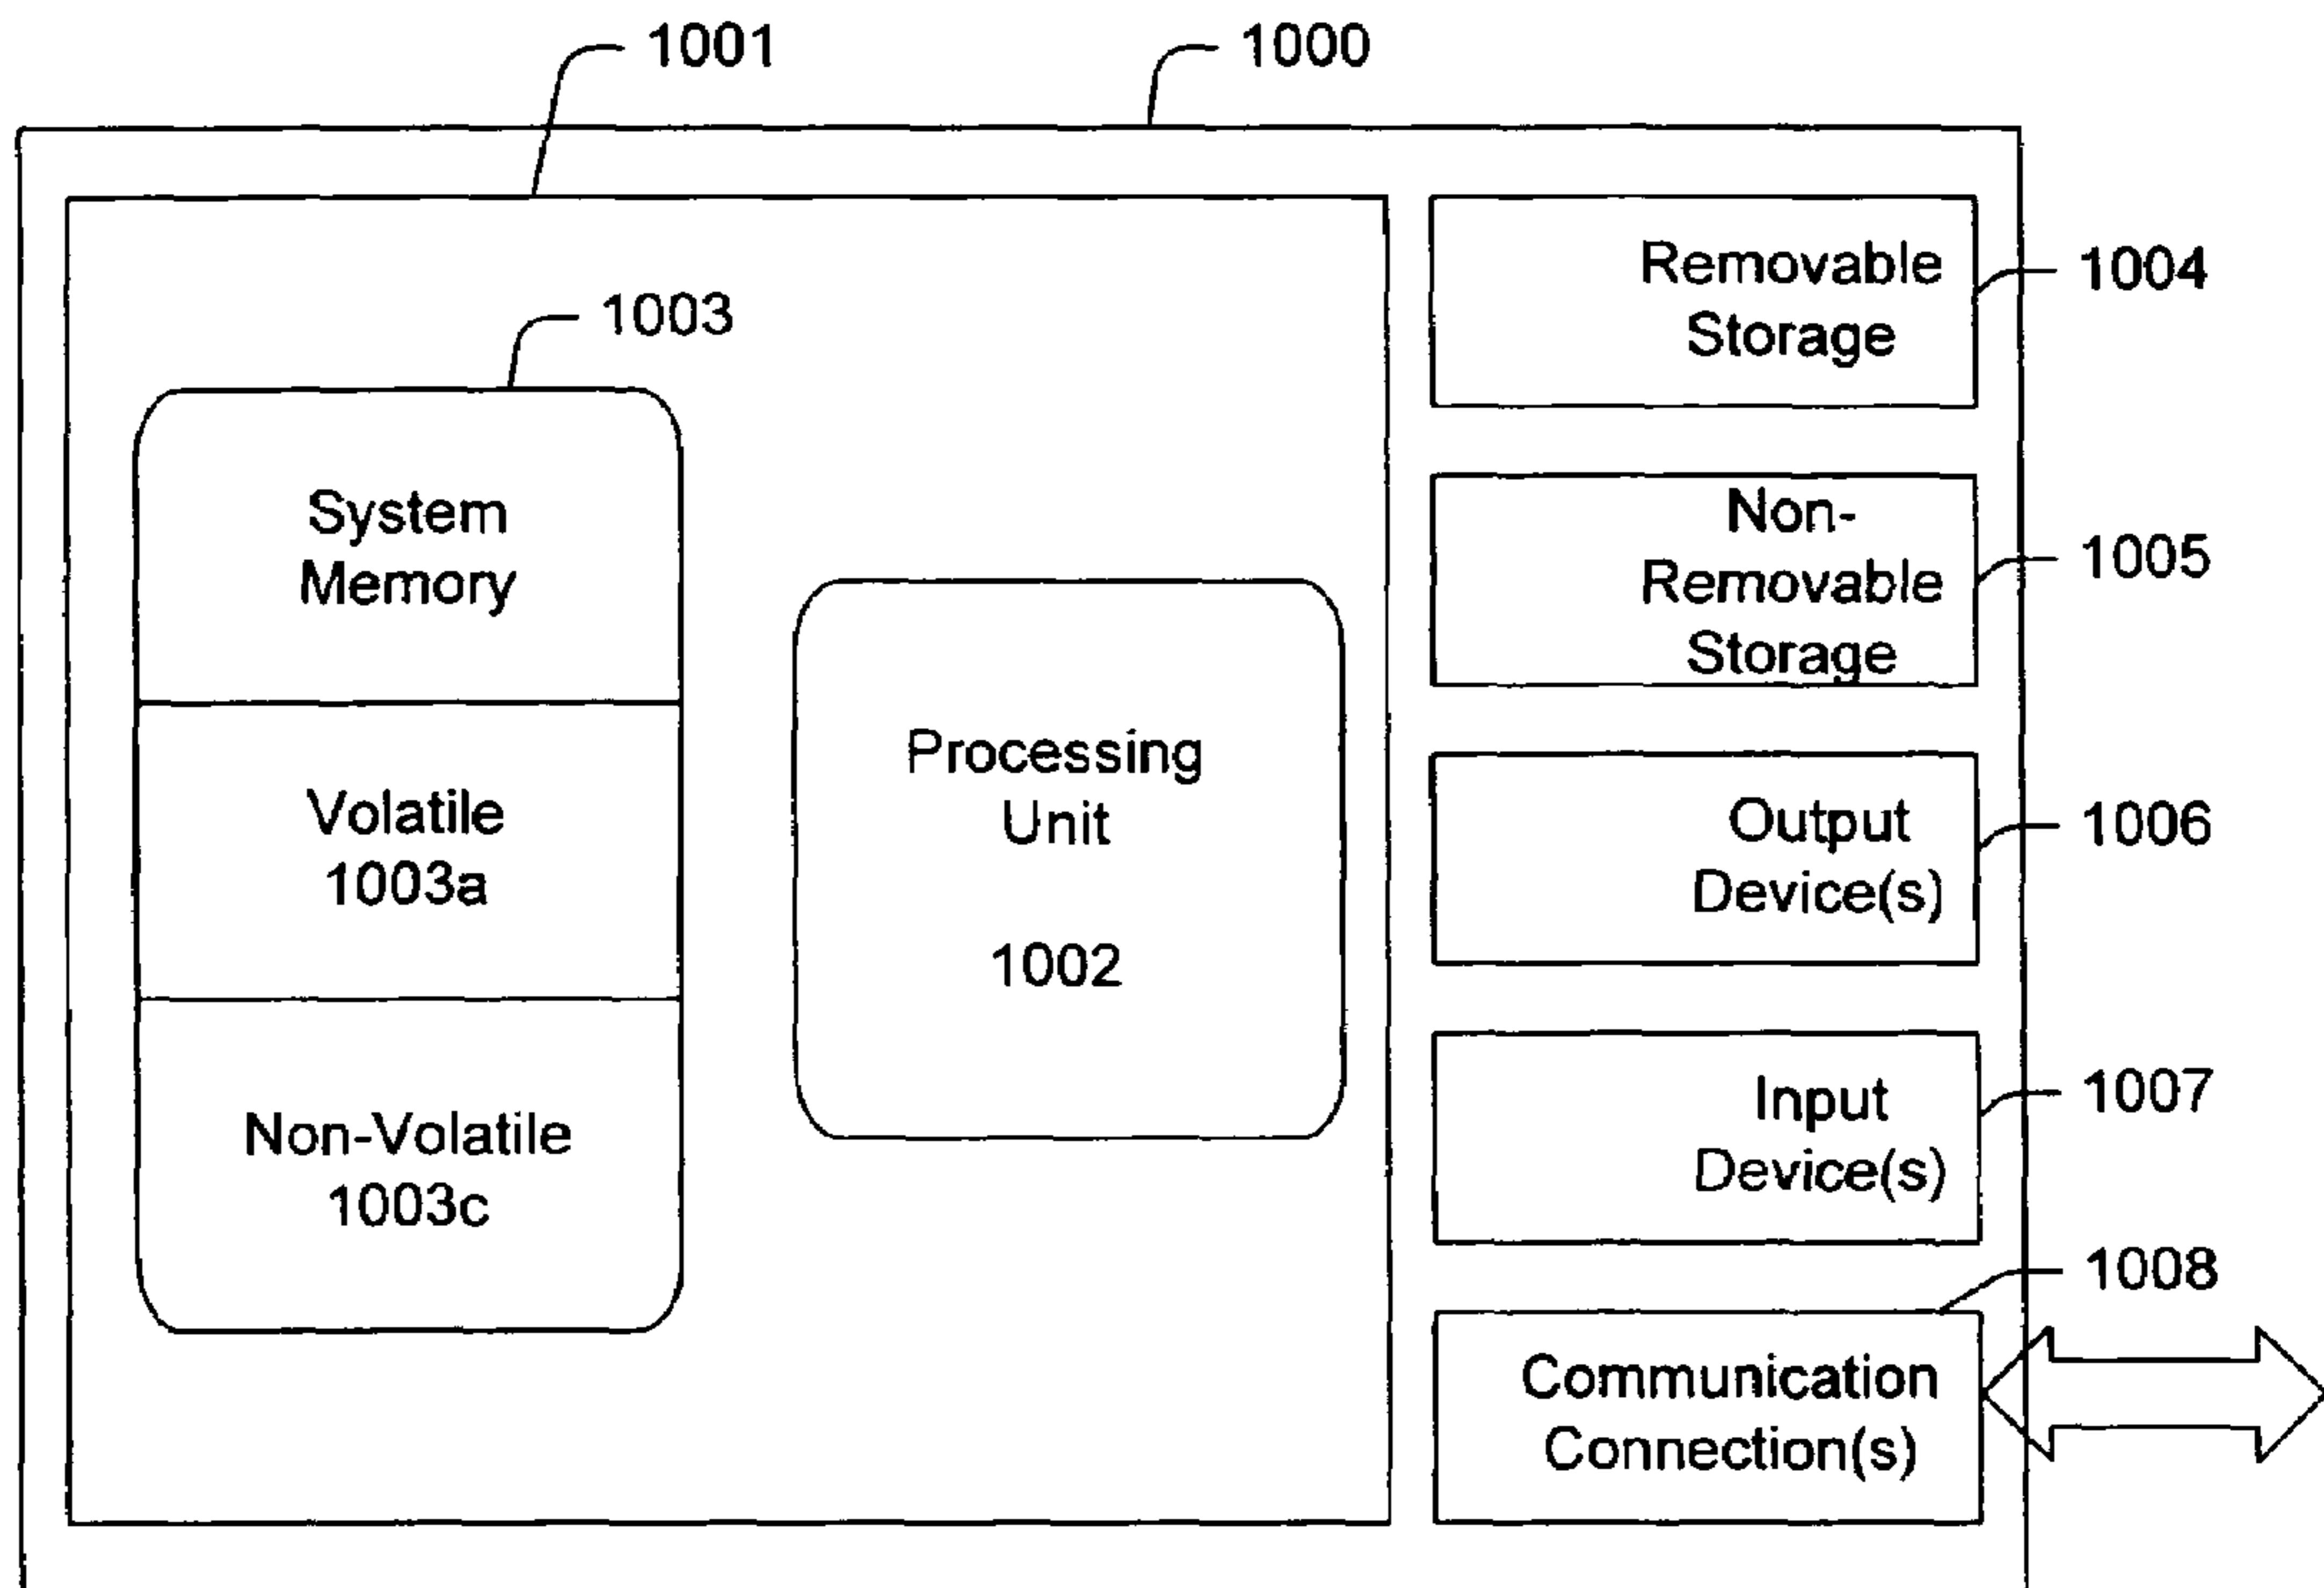 1001
1000
1003
System
Memory
Volatile
1003a
Non-Volatile
1003c
Processing
Unit
1002
Removable
Storage
1004
Non-
Removable
Storage
1005
Output
Device(s)
1006
Input
Device(s)
1007
1008
Communication
Connection(s)